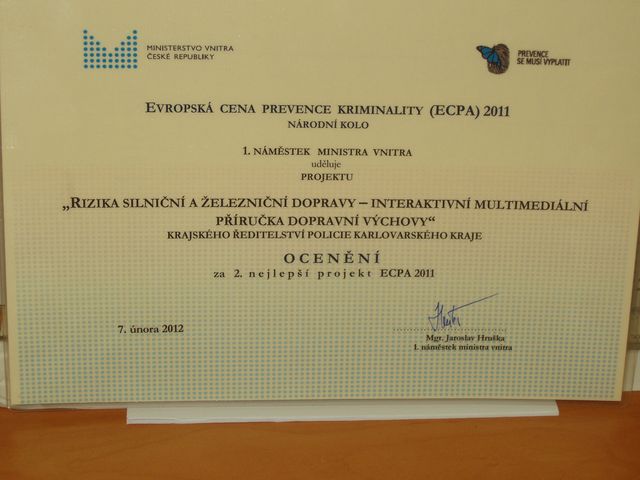 MINISTERSTVO VNITRA
ČESKÉ REPUBLIKY
PREVENCE
SE MUSÍ VYPLATIT
EVROPSKÁ CENA PREVENCE KRIMINALITY (ECPA) 2011
NÁRODNÍ KOLO
1. NÁMĚSTEK MINISTRA VNITRA
uděluje
PROJEKTU
„RIZIKA SILNIČNÍ A ŽELEZNIČNÍ DOPRAVY – INTERAKTIVNÍ MULTIMEDIÁLNÍ
PŘÍRUČKA DOPRAVNÍ VÝCHOVY“
KRAJSKÉHO ŘEDITELSTVÍ POLICIE KARLOVARSKÉHO KRAJE
OCENĚNÍ
za 2. nejlepší projekt ECPA 2011
7. února 2012
Mgr. Jaroslav Hruška
1. náměstek ministra vnitra